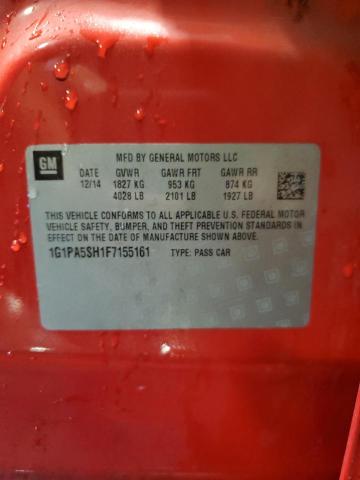 GM
MFD BY GENERAL MOTORS LLC
DATE GVWR GAWR FRT GAWR RR
12/14 1827 KG 953 KG 874 KG
4028 LB 2101 LB 1927 LB
THIS VEHICLE CONFORMS TO ALL APPLICABLE U.S. FEDERAL MOTOR
VEHICLE SAFETY, BUMPER, AND THEFT PREVENTION STANDARDS
IN EFFECT ON THE DATE OF MANUFACTURE SHOWN ABOVE.
1G1PA5SH1F7155161 TYPE: PASS CAR